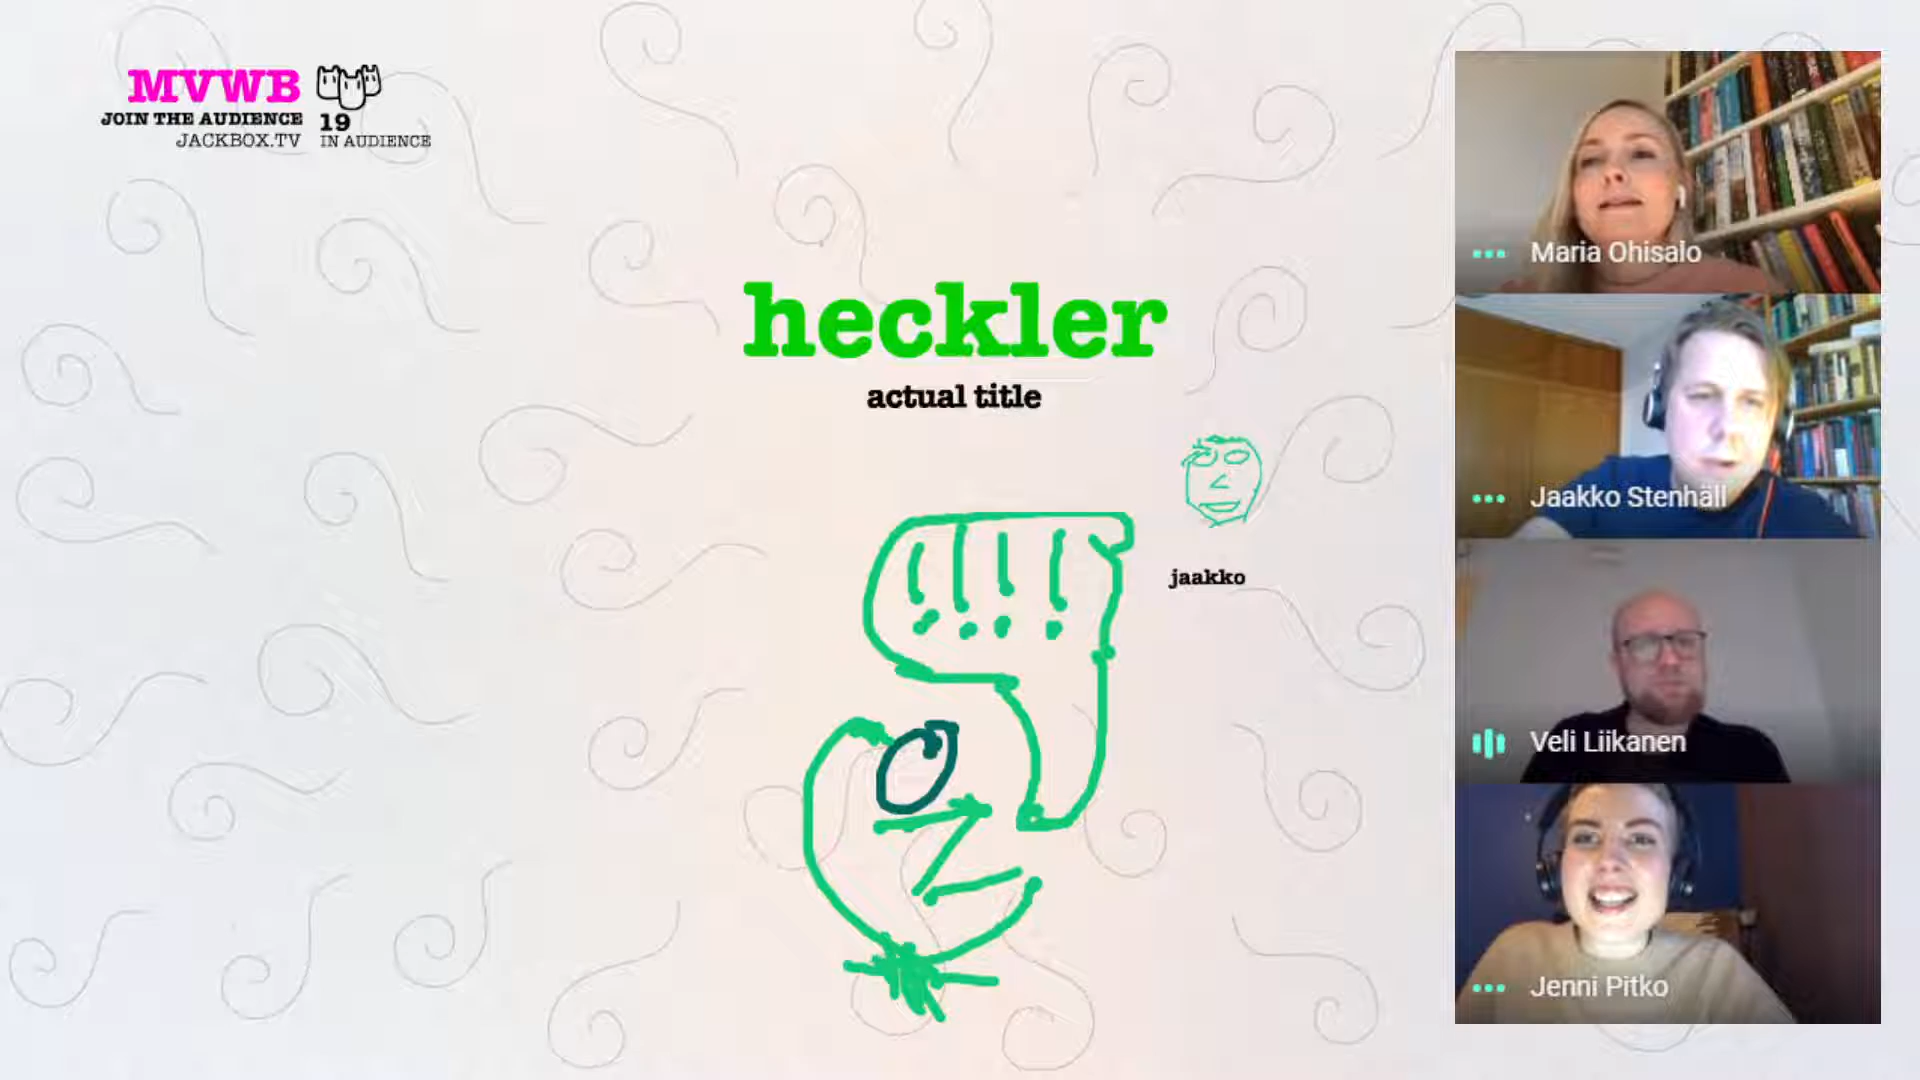 MVWB
JOIN THE AUDIENCE
JACKBOX.TV
19
IN AUDIENCE
heckler
actual title
jaakko
!!!!
Maria Ohisalo
Jaakko Stenhäll
Veli Liikanen
Jenni Pitko